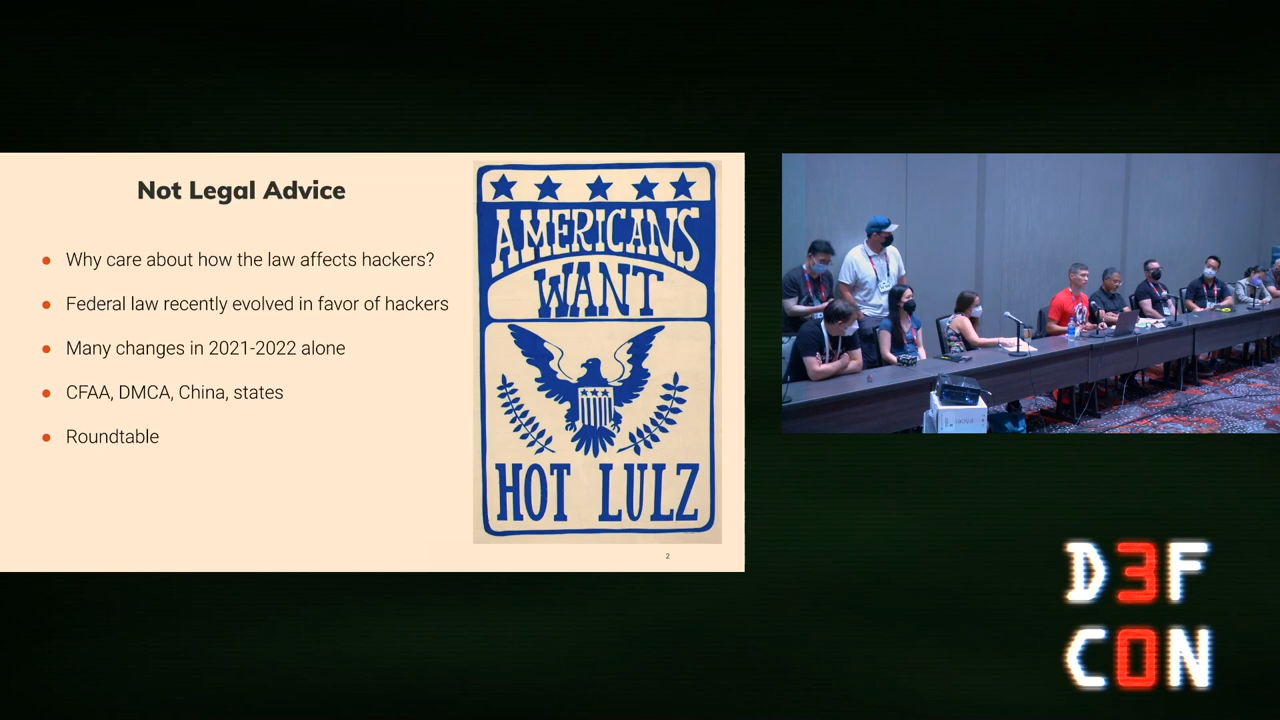 Not Legal Advice
Why care about how the law affects hackers?
Federal law recently evolved in favor of hackers
Many changes in 2021-2022 alone
CFAA, DMCA, China, states
Roundtable
AMERICANS
WANT
HOT LULZ
2
D3F
C0N